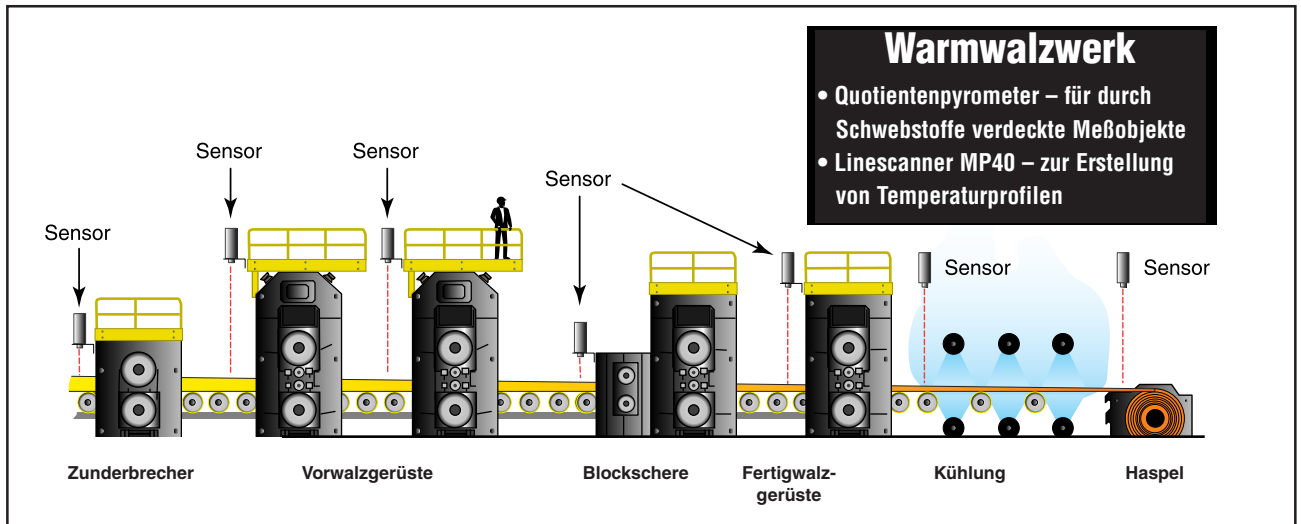 Warmwalzwerk
• Quotientenpyrometer – für durch
Schwebstoffe verdeckte Meßobjekte
• Linescanner MP40 – zur Erstellung
von Temperaturprofilen
Sensor
Sensor
Sensor
Sensor
Sensor
Sensor
Zunderbrecher
Vorwalzgerüste
Blockschere
Fertigwalz-
gerüste
Kühlung
Haspel